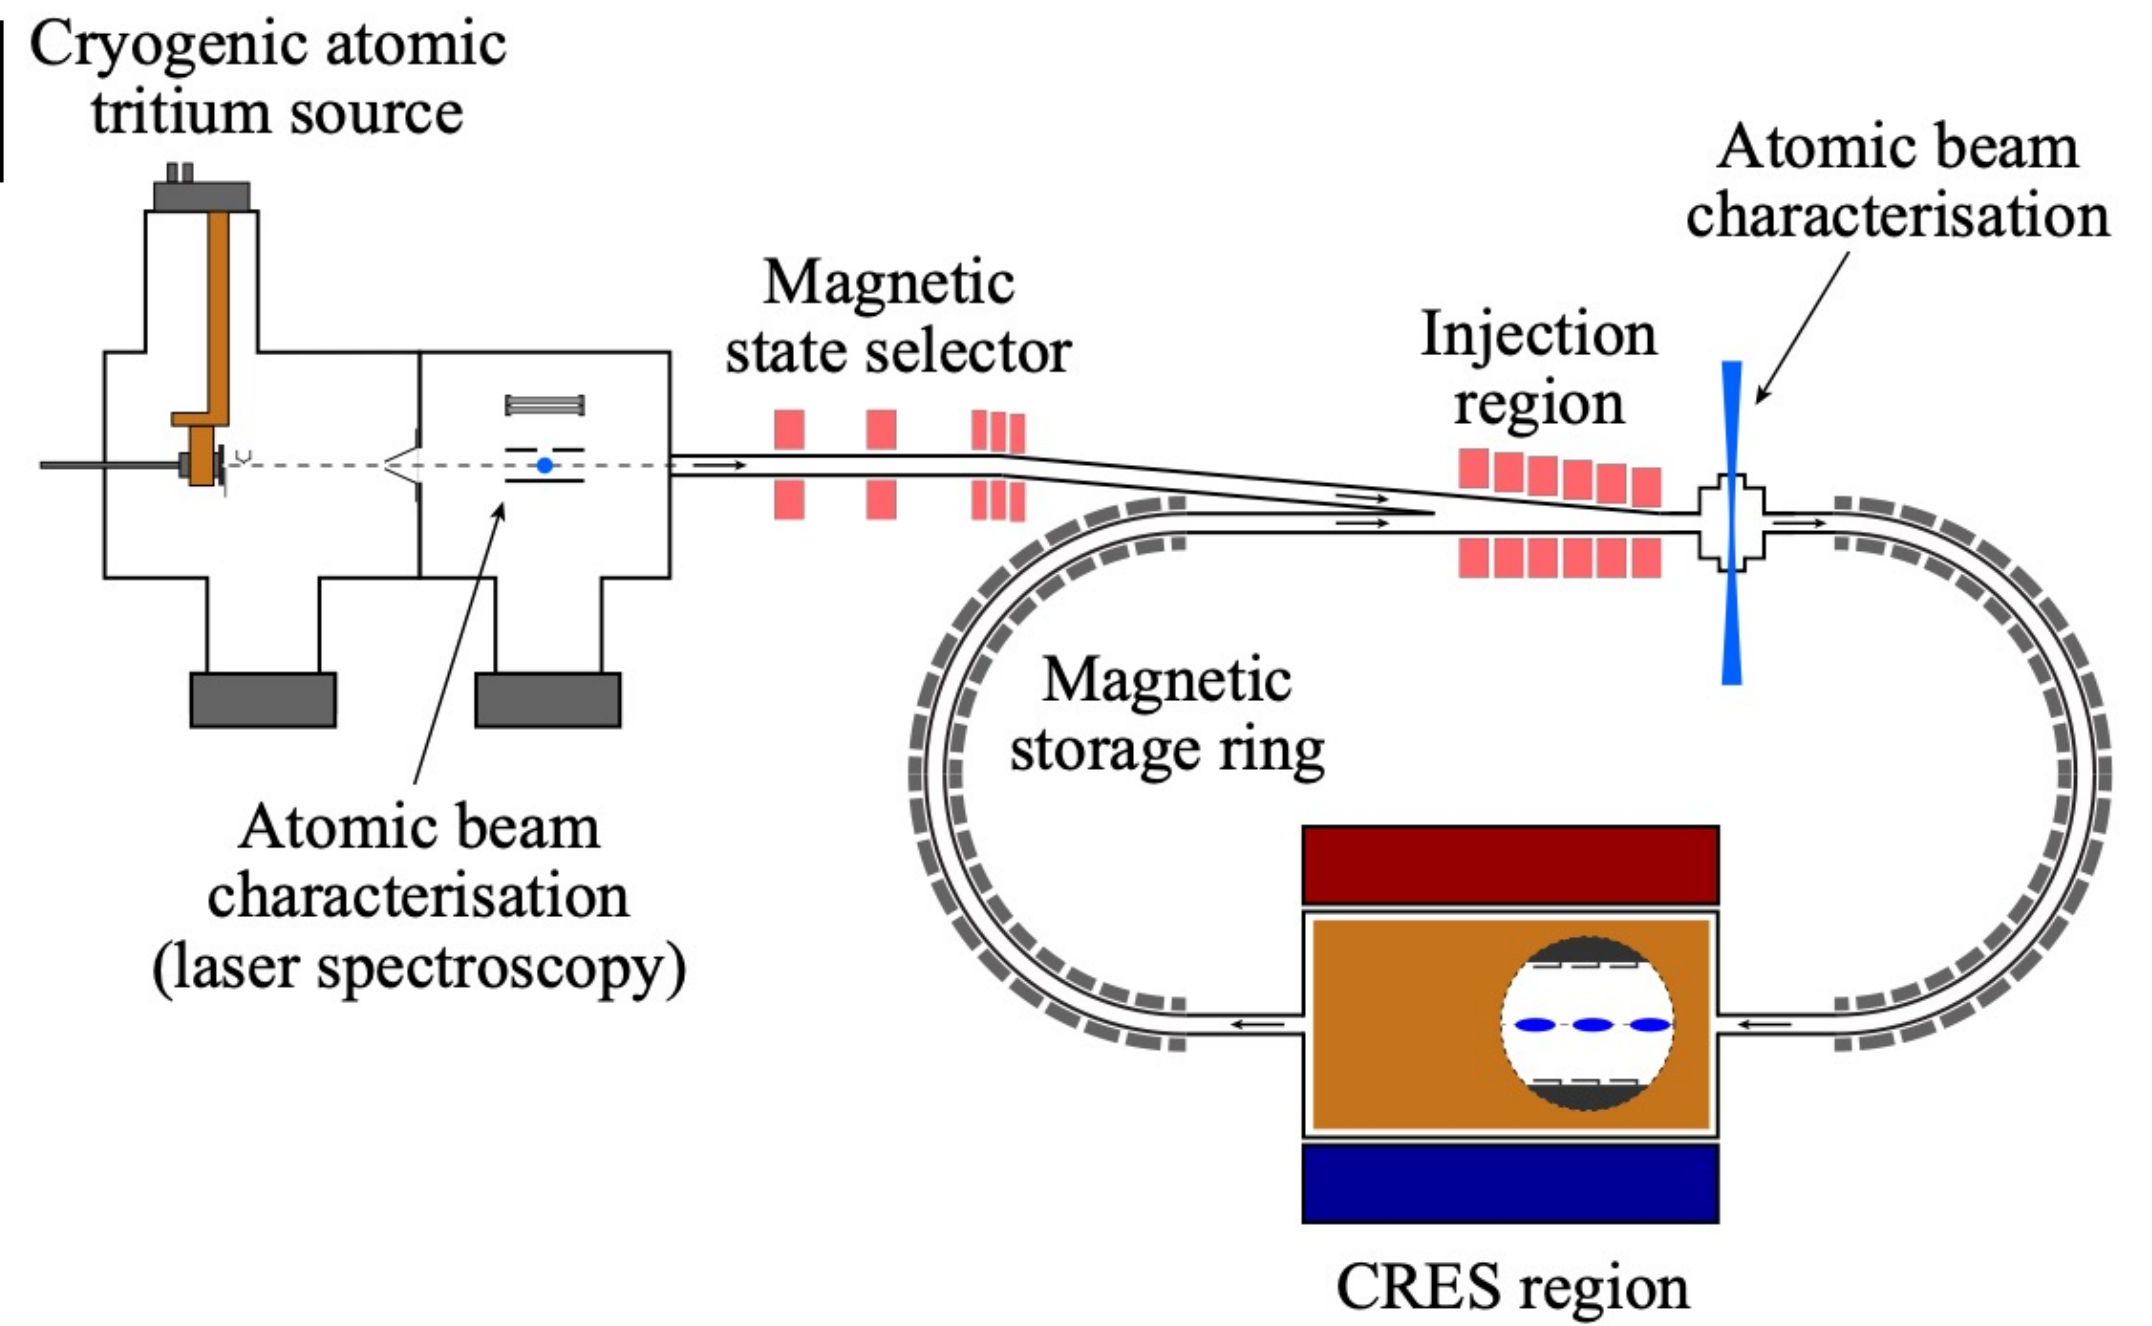 Cryogenic atomic
tritium source
Atomic beam
characterisation
Magnetic
state selector
Injection
region
Magnetic
storage ring
Atomic beam
characterisation
(laser spectroscopy)
CRES region